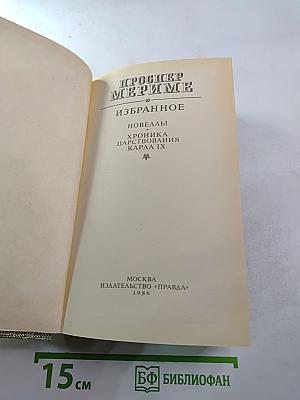 ПРОСПЕР
МЕРИМЕ
ИЗБРАННОЕ
НОВЕЛЛЫ
ХРОНИКА
ЦАРСТВОВАНИЯ
КАРЛА IX
МОСКВА
ИЗДАТЕЛЬСТВО «ПРАВДА»
1986
15 см
БФ БИБЛИОФАН